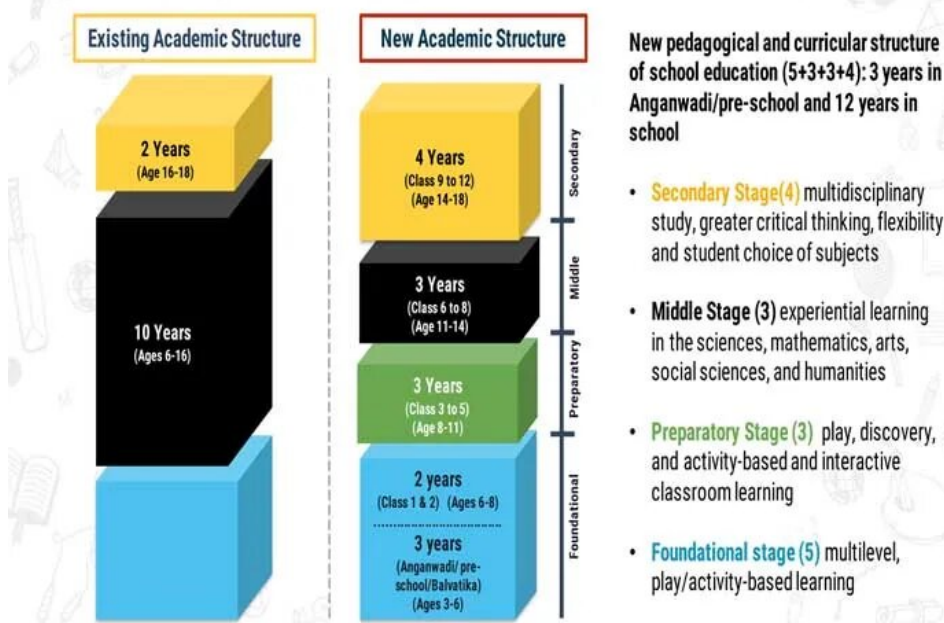 Existing Academic Structure
2 Years
(Age 16-18)
10 Years
(Ages 6-16)
New Academic Structure
4 Years
(Class 9 to 12)
(Age 14-18)
3 Years
(Class 6 to 8)
(Age 11-14)
3 Years
(Class 3 to 5)
(Age 8-11)
2 years
(Class 1 & 2) (Ages 6-8)
3 years
(Anganwadi/ pre-
school/Balvatika)
(Ages 3-6)
Secondary
Middle
Preparatory
Foundational
New pedagogical and curricular structure
of school education (5+3+3+4): 3 years in
Anganwadi/pre-school and 12 years in
school
• Secondary Stage(4) multidisciplinary
study, greater critical thinking, flexibility
and student choice of subjects
• Middle Stage (3) experiential learning
in the sciences, mathematics, arts,
social sciences, and humanities
• Preparatory Stage (3) play, discovery,
and activity-based and interactive
classroom learning
• Foundational stage (5) multilevel,
play/activity-based learning